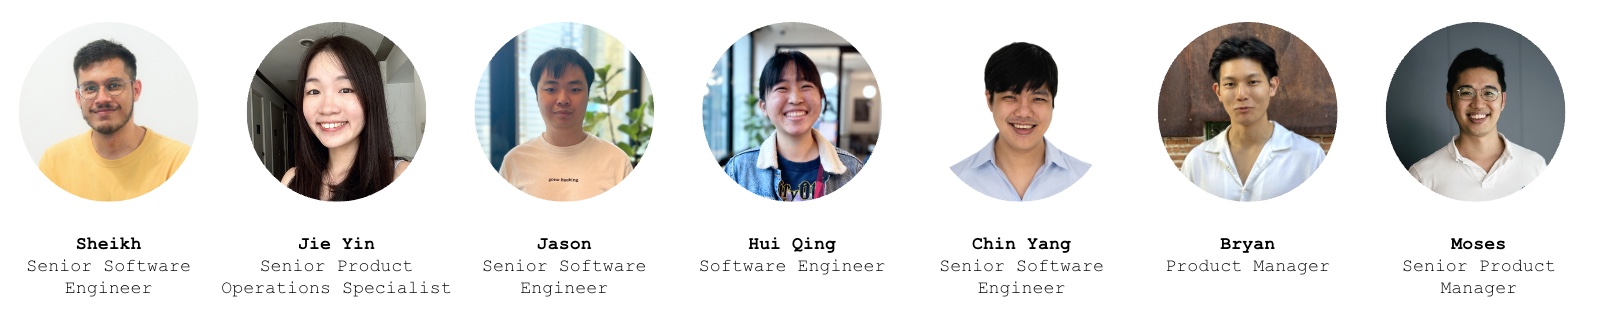 Sheikh
Senior Software
Engineer
Jie Yin
Senior Product
Operations Specialist
Jason
Senior Software
Engineer
Hui Qing
Software Engineer
Chin Yang
Senior Software
Engineer
Bryan
Product Manager
Moses
Senior Product
Manager